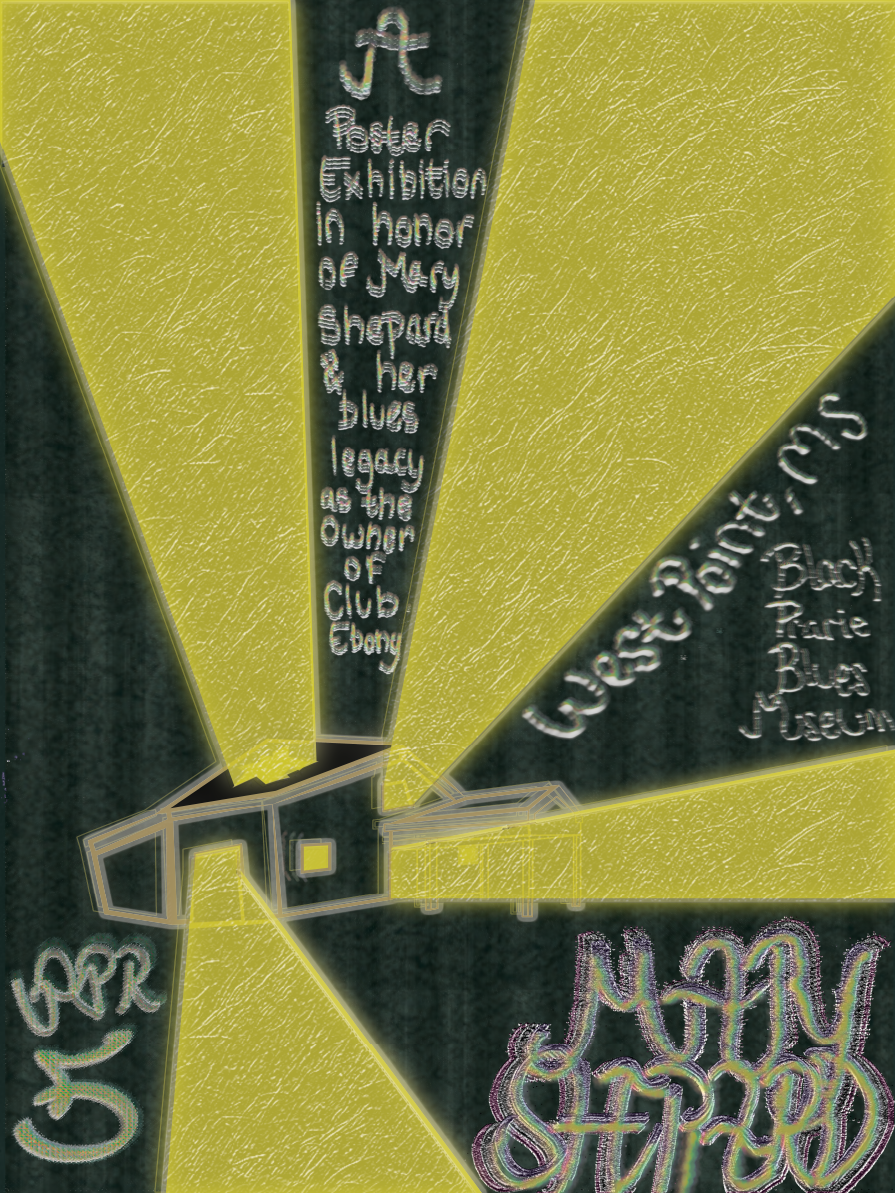 A
Poster
Exhibition
in honor
of Mary
Shepard
& her
blues
legacy
as the
Owner
of
Club
Ebony
West Point, MS
Black
Prarie
Blues
Museum
APR
5
MARY
SHEPARD